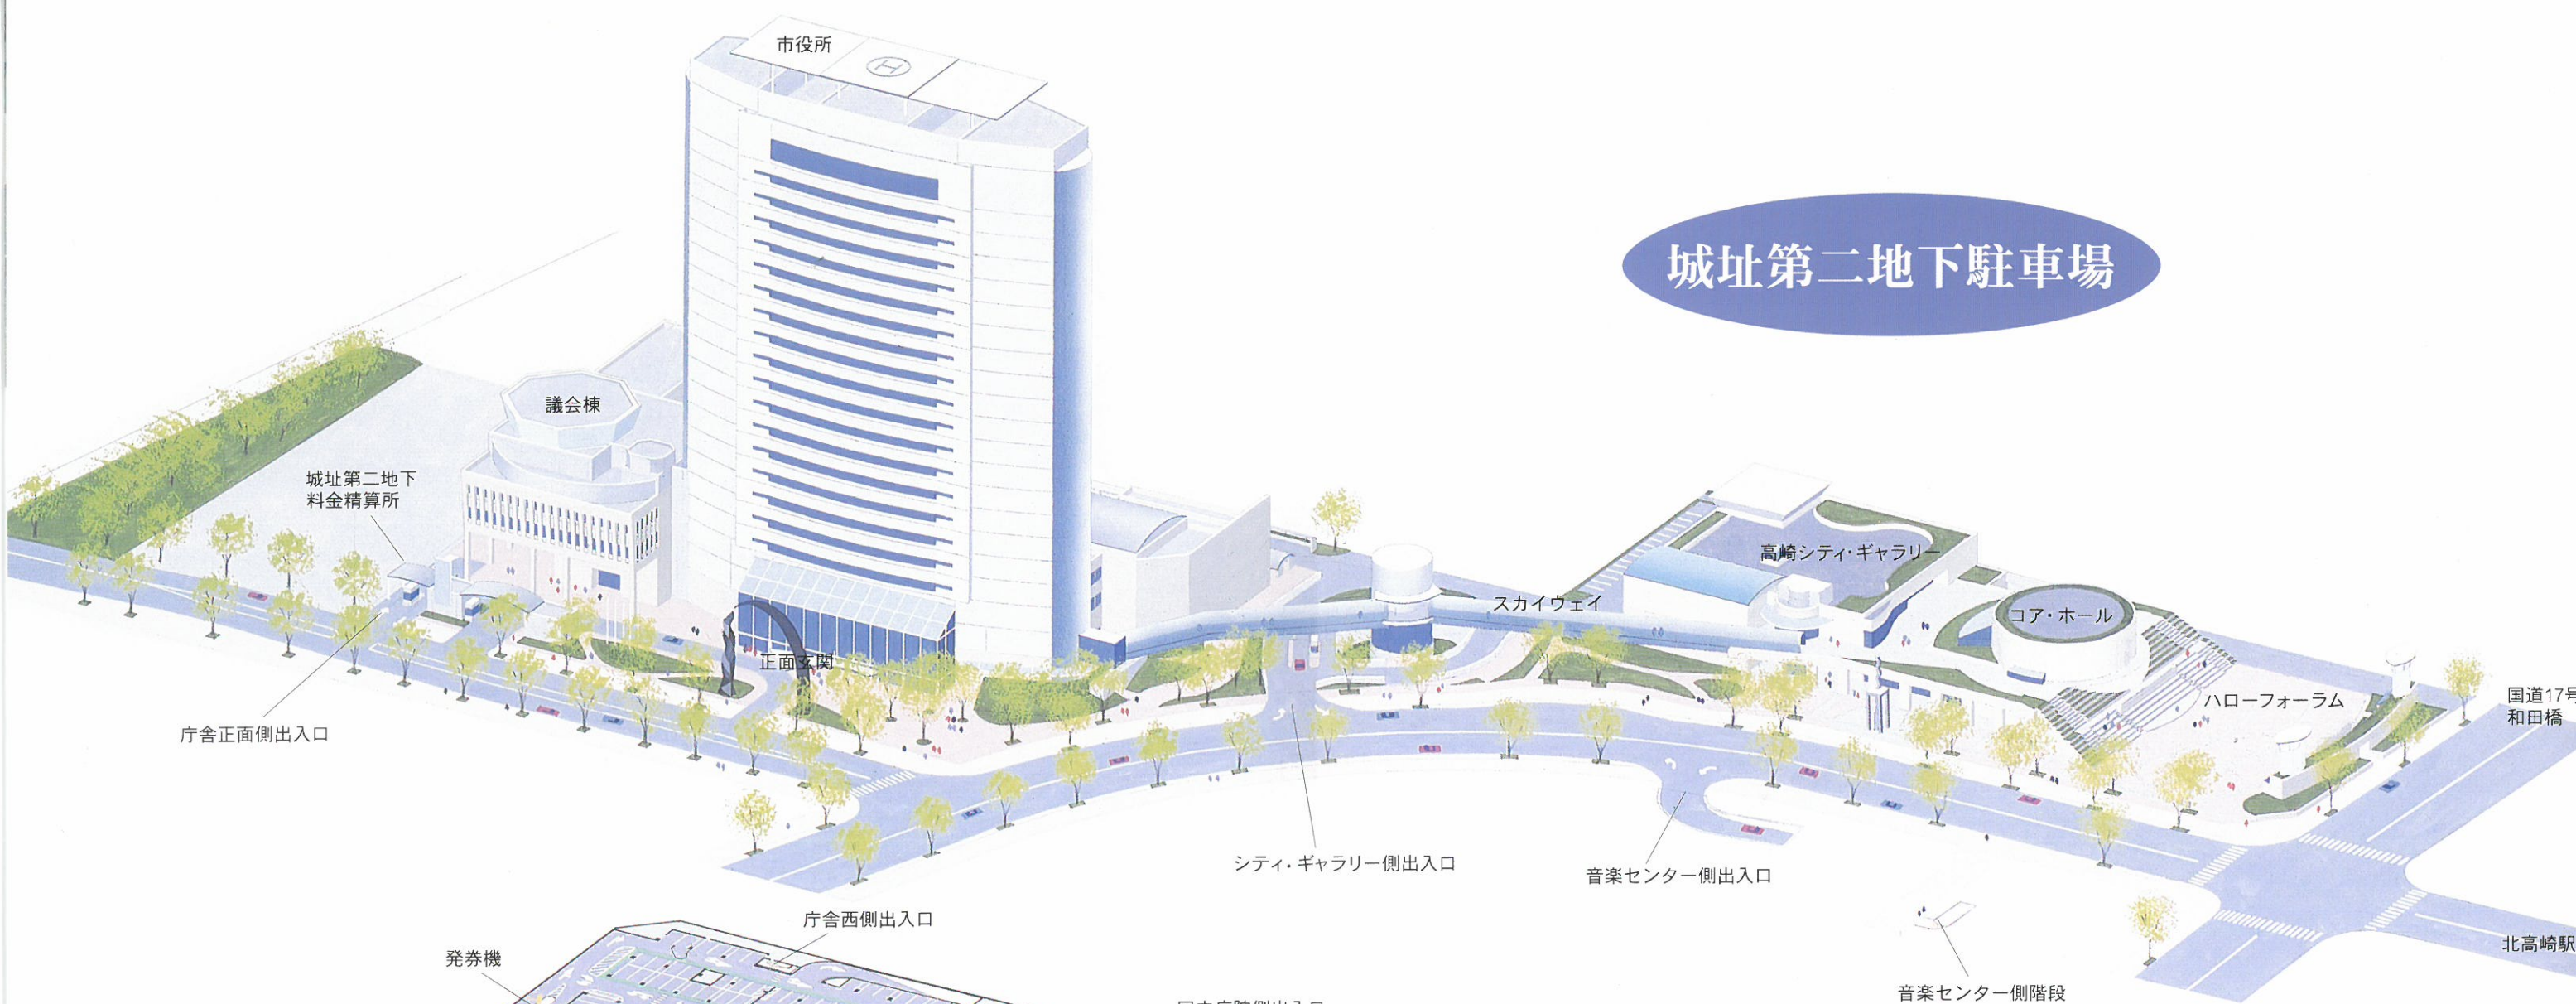 市役所
H
城址第二地下駐車場
議会棟
城址第二地下
料金精算所
高崎シティ・ギャラリー
スカイウェイ
コア・ホール
正面玄関
ハローフォーラム
国道17号
和田橋
庁舎正面側出入口
シティ・ギャラリー側出入口
音楽センター側出入口
庁舎西側出入口
発券機
北高崎駅
音楽センター側階段